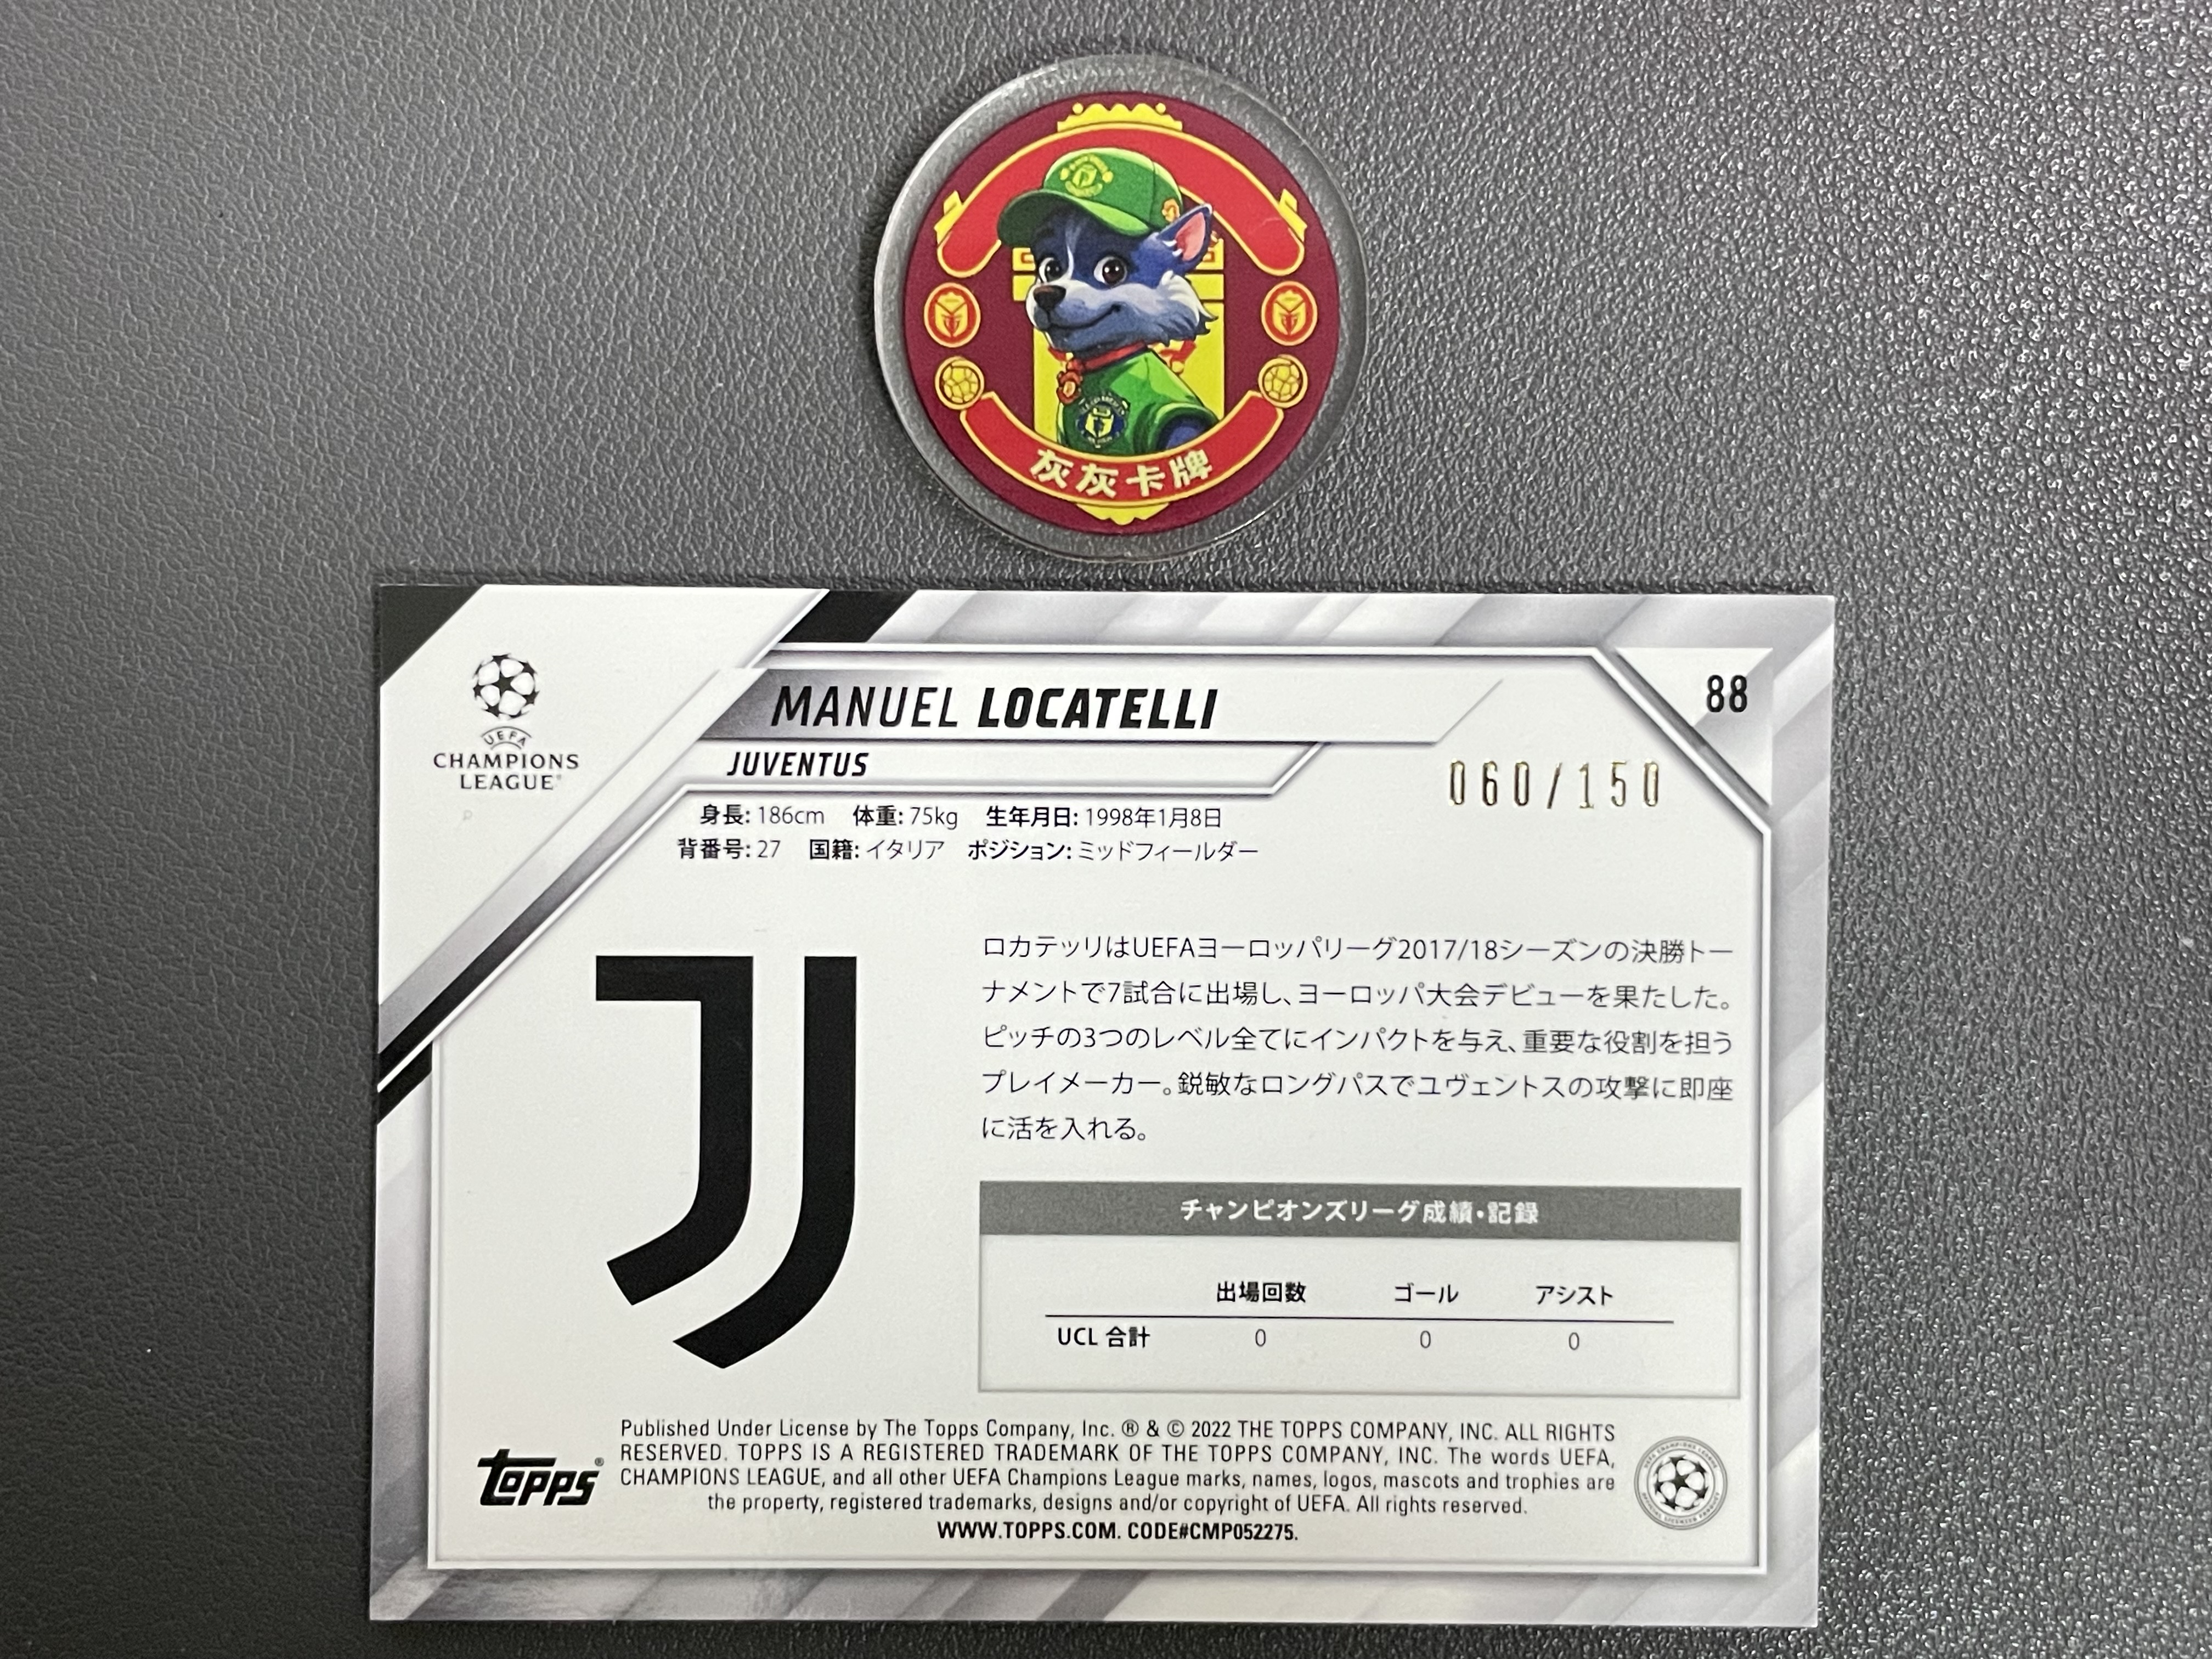 灰灰卡牌
UEFA
CHAMPIONS
LEAGUE®
MANUEL LOCATELLI
88
JUVENTUS
060/150
身長: 186cm 体重: 75kg 生年月日: 1998年1月8日
背番号: 27 国籍: イタリア ポジション: ミッドフィールダー
ロカテッリはUEFAヨーロッパリーグ2017/18シーズンの決勝トー
ナメントで7試合に出場し、ヨーロッパ大会デビューを果たした。
ピッチの3つのレベル全てにインパクトを与え、重要な役割を担う
プレイメーカー。鋭敏なロングパスでユヴェントスの攻撃に即座
に活を入れる。
チャンピオンズリーグ成績・記録
出場回数 ゴール アシスト
UCL 合計 0 0 0
topps®
Published Under License by The Topps Company, Inc. ® & © 2022 THE TOPPS COMPANY, INC. ALL RIGHTS
RESERVED. TOPPS IS A REGISTERED TRADEMARK OF THE TOPPS COMPANY, INC. The words UEFA,
CHAMPIONS LEAGUE, and all other UEFA Champions League marks, names, logos, mascots and trophies are
the property, registered trademarks, designs and/or copyright of UEFA. All rights reserved.
WWW.TOPPS.COM. CODE#CMP052275.